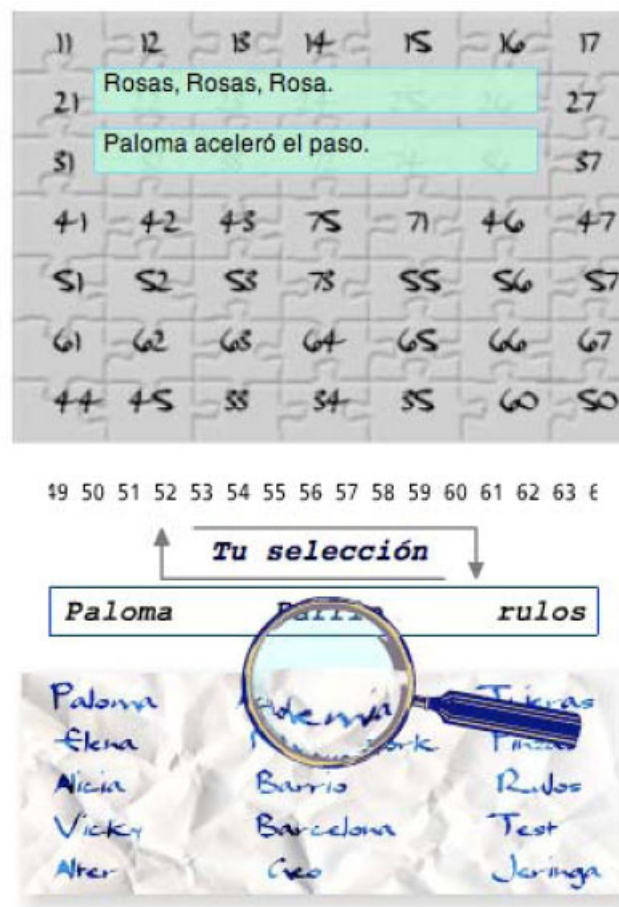 11 12 13 14 15 16 17
Rosas, Rosas, Rosa.
21 27
Paloma aceleró el paso.
31 37
41 42 43 75 71 46 47
51 52 53 73 55 56 57
61 62 63 64 65 66 67
44 45 33 34 35 60 50
49 50 51 52 53 54 55 56 57 58 59 60 61 62 63 6
Tu selección
Paloma Barrio rulos
Paloma Tijeras
Elena Pinzas
Alicia Barrio Rulos
Vicky Barcelona Test
Alter Geo Jeringa